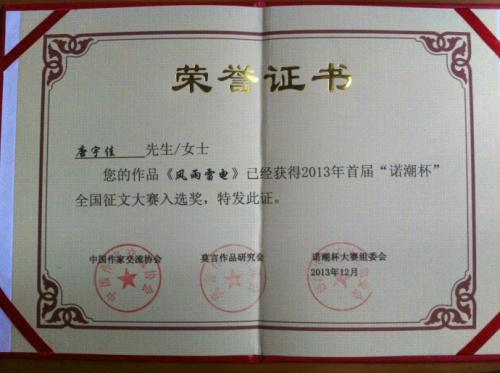 荣誉证书
唐宇佳 先生/女士
您的作品《风雨雷电》已经获得2013年首届“诺潮杯”
全国征文大赛入选奖，特发此证。
中国作家交流协会 莫言作品研究会 诺潮杯大赛组委会
2013年12月